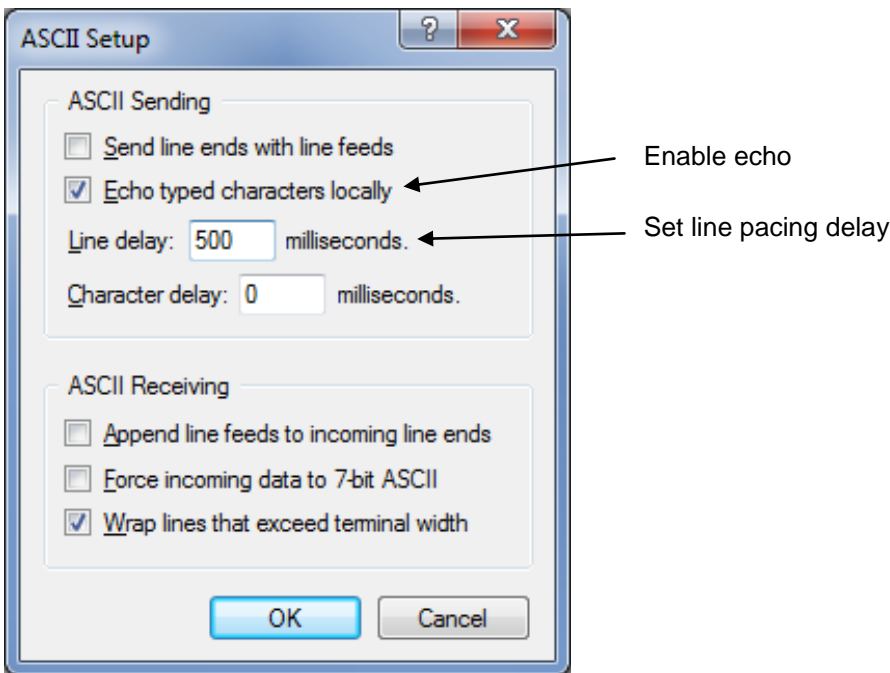 ASCII Setup
?
X
ASCII Sending
Send line ends with line feeds
Echo typed characters locally
Enable echo
Line delay: 500 milliseconds.
Set line pacing delay
Character delay: 0 milliseconds.
ASCII Receiving
Append line feeds to incoming line ends
Force incoming data to 7-bit ASCII
Wrap lines that exceed terminal width
OK
Cancel